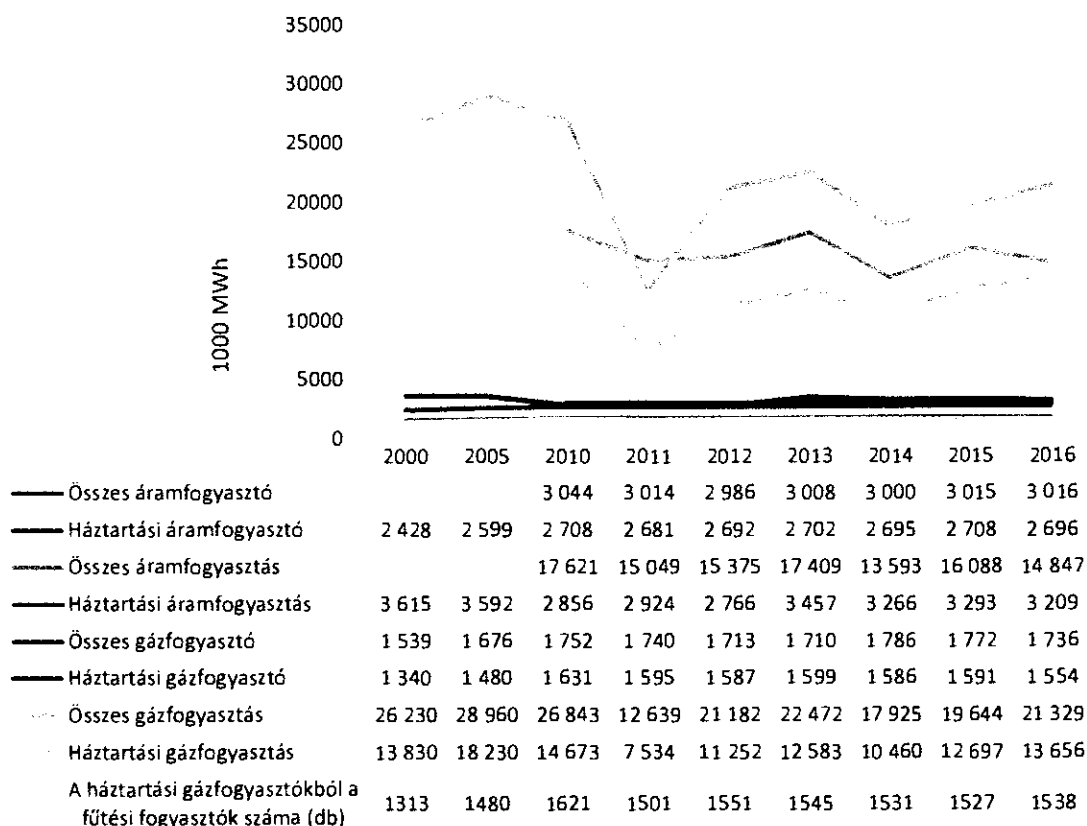 35000
30000
25000
20000
15000
10000
5000
0
1000 MWh
2000 2005 2010 2011 2012 2013 2014 2015 2016
Összes áramfogyasztó 3 044 3 014 2 986 3 008 3 000 3 015 3 016
Háztartási áramfogyasztó 2 428 2 599 2 708 2 681 2 692 2 702 2 695 2 708 2 696
Összes áramfogyasztás 17 621 15 049 15 375 17 409 13 593 16 088 14 847
Háztartási áramfogyasztás 3 615 3 592 2 856 2 924 2 766 3 457 3 266 3 293 3 209
Összes gázfogyasztó 1 539 1 676 1 752 1 740 1 713 1 710 1 786 1 772 1 736
Háztartási gázfogyasztó 1 340 1 480 1 631 1 595 1 587 1 599 1 586 1 591 1 554
Összes gázfogyasztás 26 230 28 960 26 843 12 639 21 182 22 472 17 925 19 644 21 329
Háztartási gázfogyasztás 13 830 18 230 14 673 7 534 11 252 12 583 10 460 12 697 13 656
A háztartási gázfogyasztókból a
fűtési fogyasztók száma (db) 1313 1480 1621 1501 1551 1545 1531 1527 1538